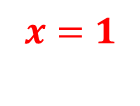 x = 1